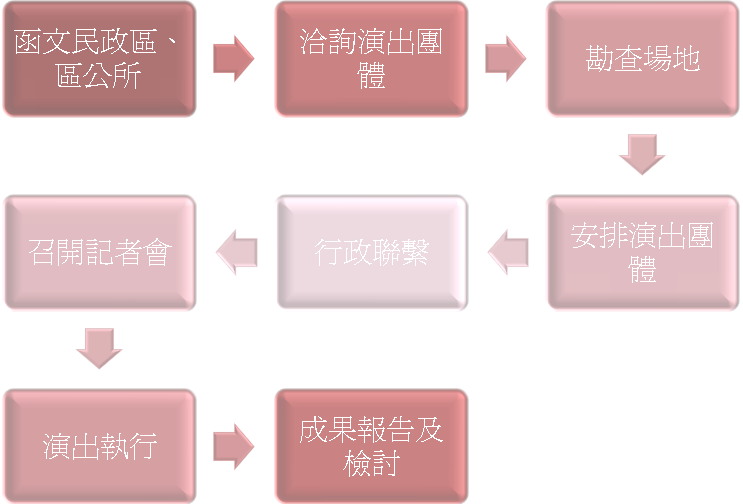 函文民政區、
區公所
洽詢演出團
體
勘查場地
安排演出團
體
行政聯繫
召開記者會
演出執行
成果報告及
檢討